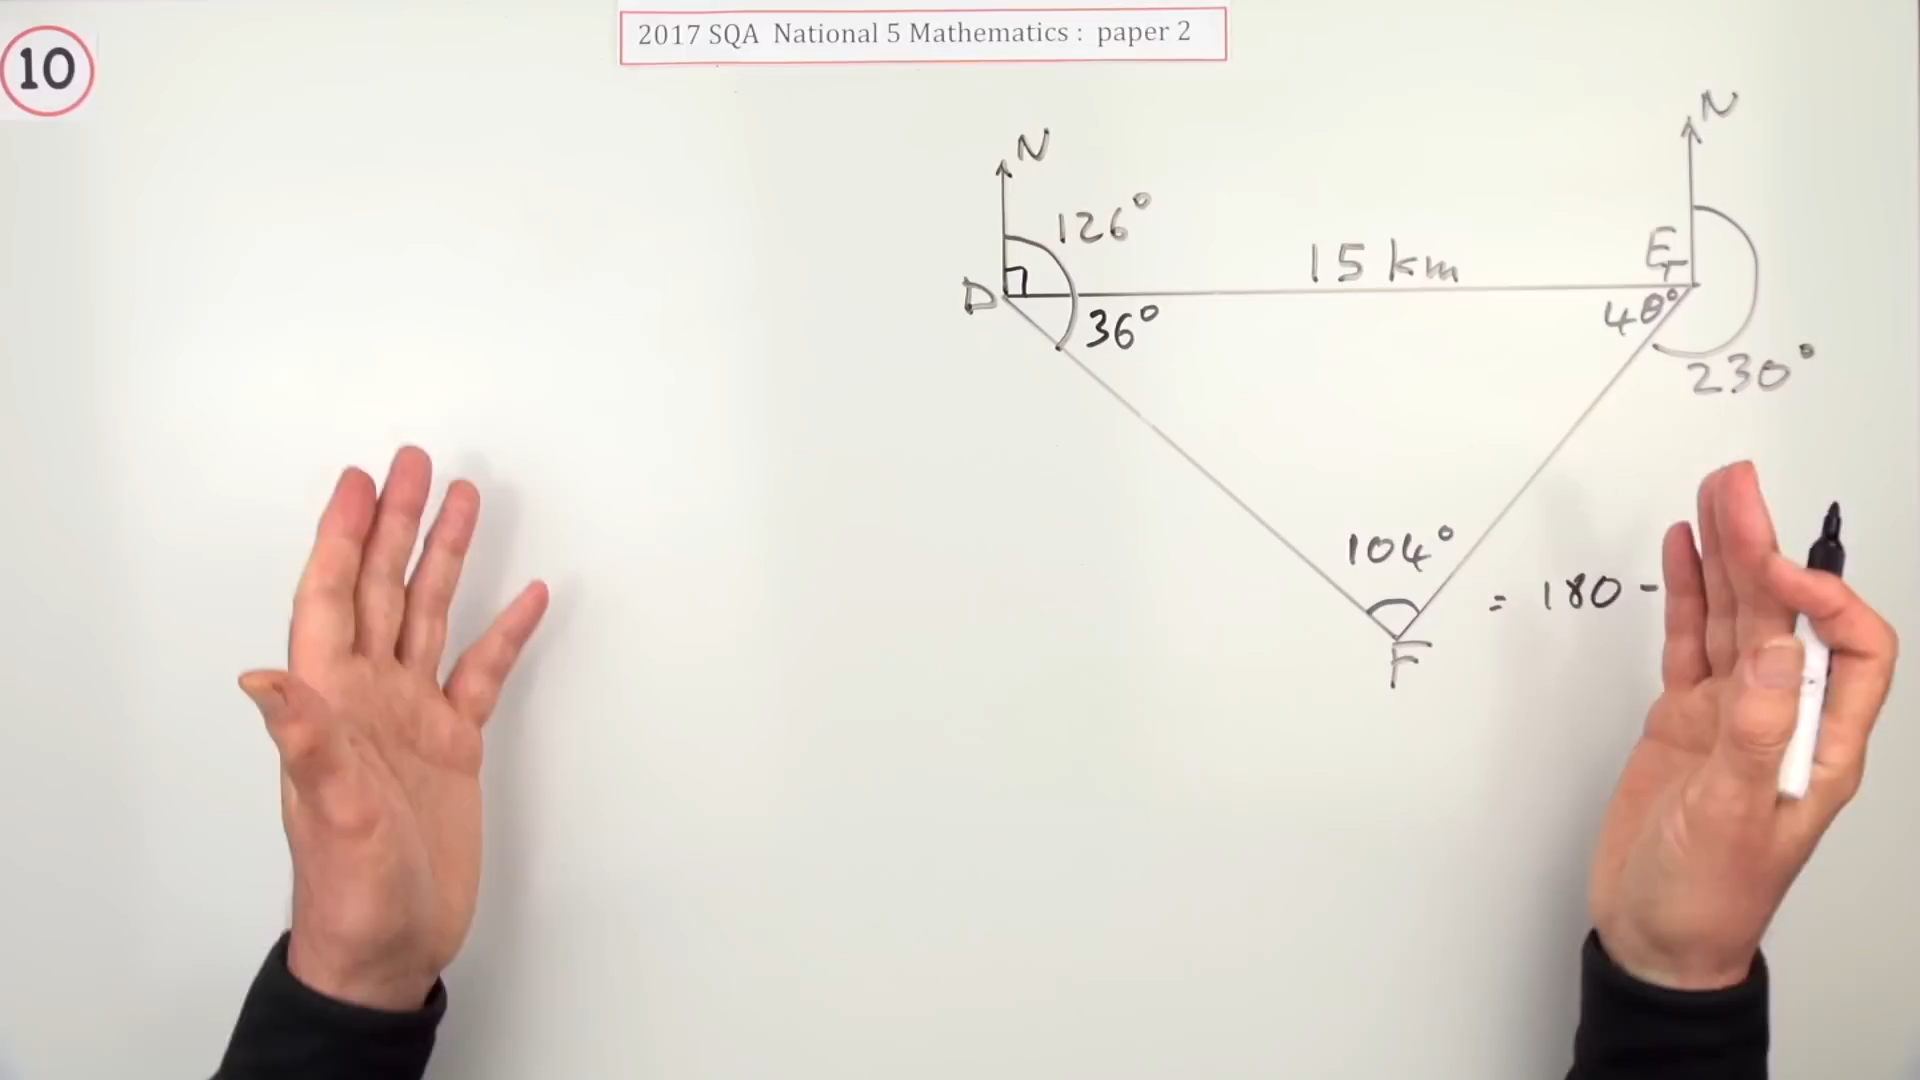 10
2017 SQA National 5 Mathematics : paper 2
N
N
126°
E
15 km
D
36°
40°
230°
104°
= 180 -
F